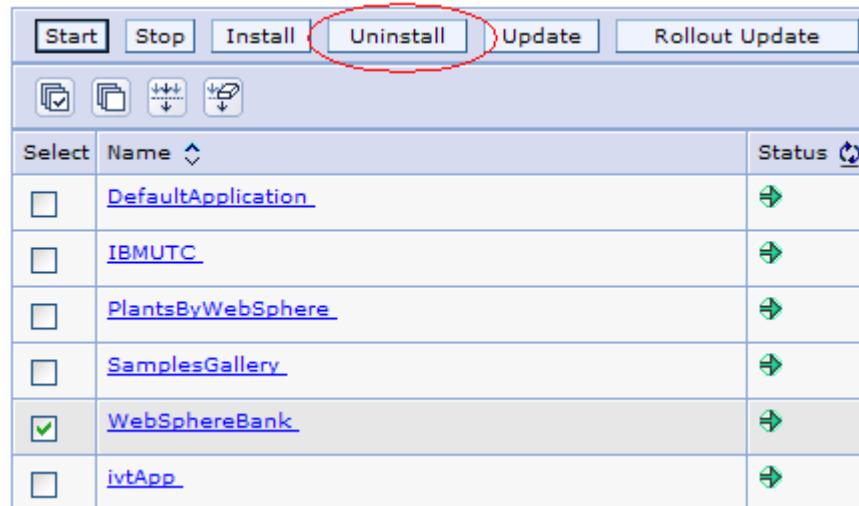 Start Stop Install Uninstall Update Rollout Update
Select Name Status
DefaultApplication
IBMUTC
PlantsByWebSphere
SamplesGallery
WebSphereBank
ivtApp